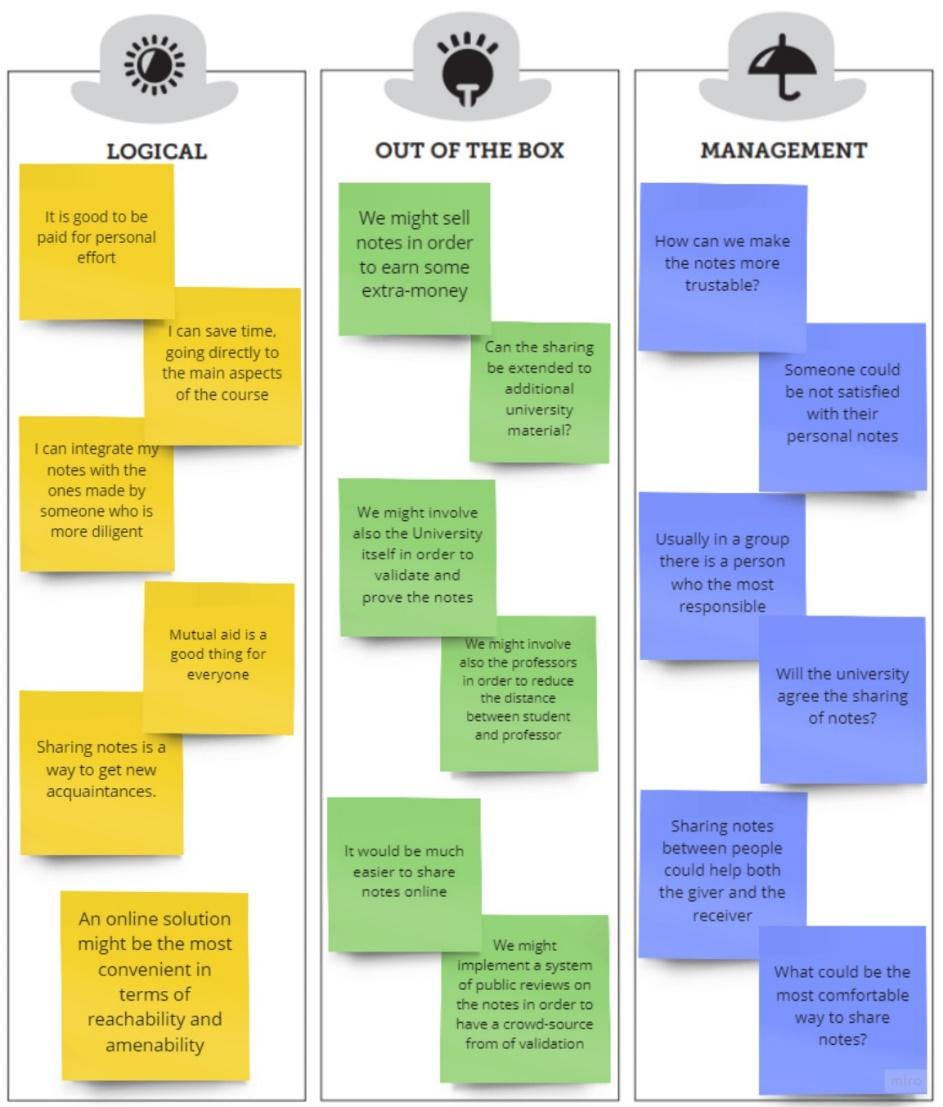 LOGICAL
It is good to be
paid for personal
effort
I can save time,
going directly to
the main aspects
of the course
I can integrate my
notes with the
ones made by
someone who is
more diligent
Mutual aid is a
good thing for
everyone
Sharing notes is a
way to get new
acquaintances.
An online solution
might be the most
convenient in
terms of
reachability and
amenability
OUT OF THE BOX
We might sell
notes in order
to earn some
extra-money
Can the sharing
be extended to
additional
university
material?
We might involve
also the University
itself in order to
validate and
prove the notes
We might involve
also the professors
in order to reduce
the distance
between student
and professor
It would be much
easier to share
notes online
We might
implement a system
of public reviews on
the notes in order to
have a crowd-source
from of validation
MANAGEMENT
How can we make
the notes more
trustable?
Someone could
be not satisfied
with their
personal notes
Usually in a group
there is a person
who the most
responsible
Will the university
agree the sharing
of notes?
Sharing notes
between people
could help both
the giver and the
receiver
What could be the
most comfortable
way to share
notes?
miro